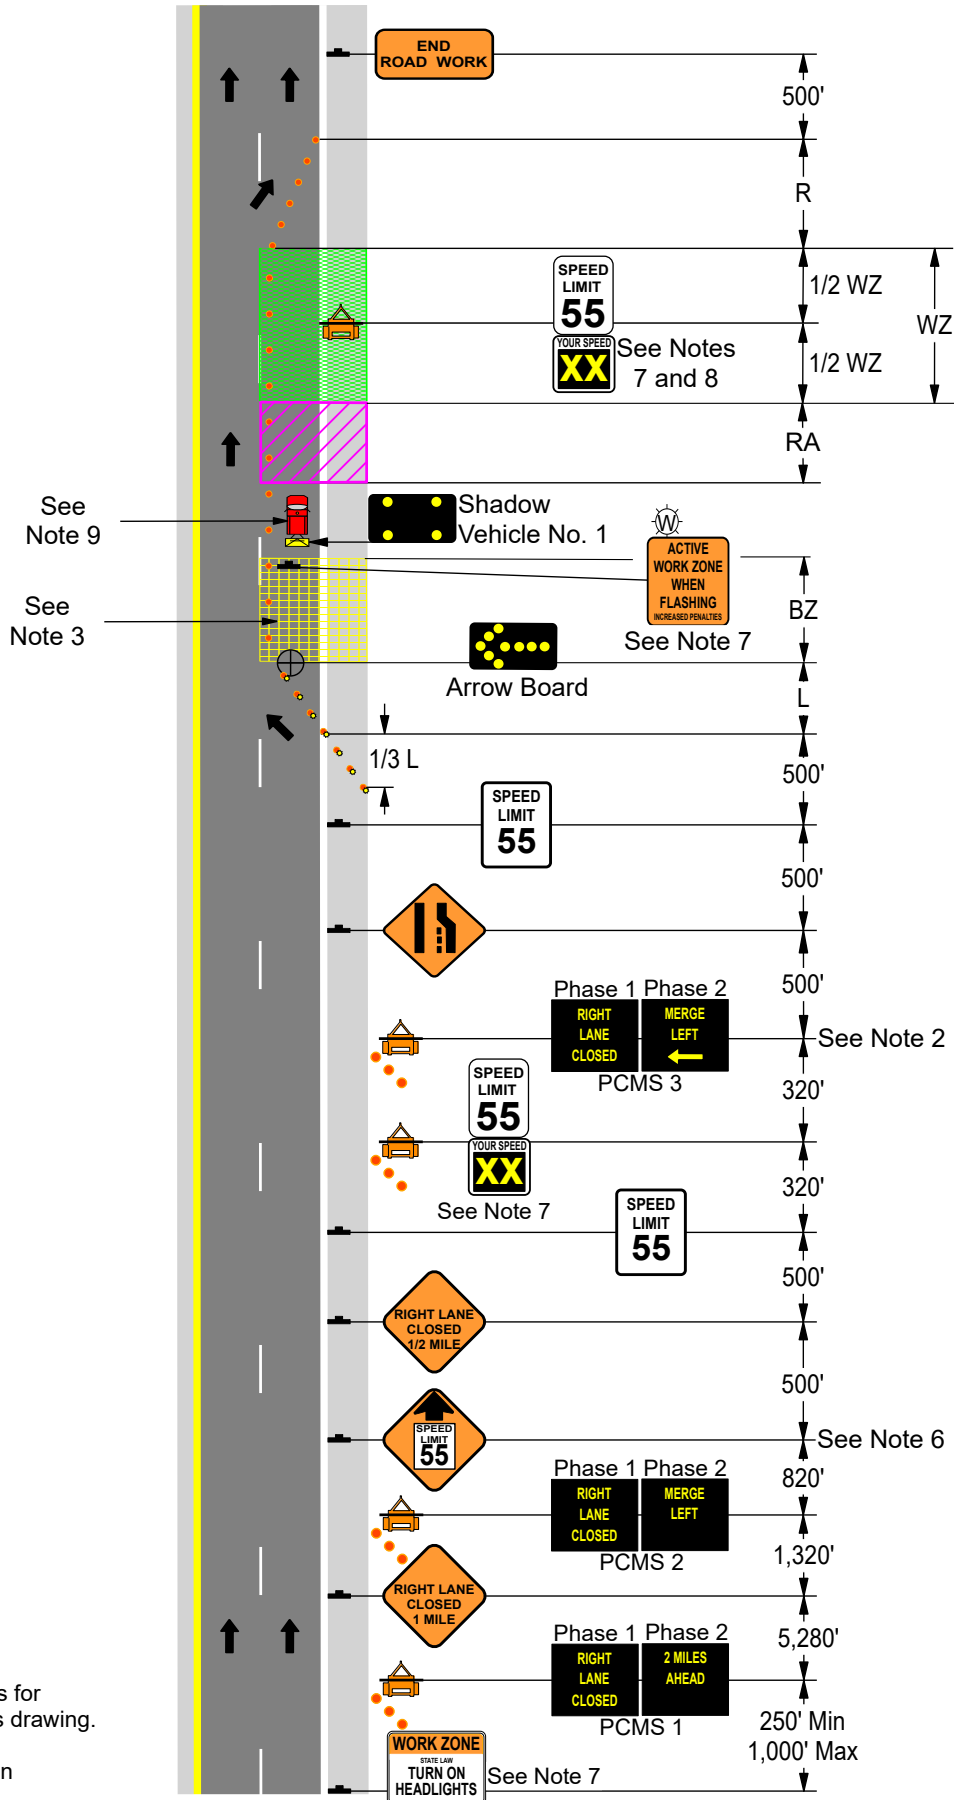 END
ROAD WORK
500'
R
SPEED
LIMIT
55
1/2 WZ
WZ
YOUR SPEED
XX
See Notes
7 and 8
1/2 WZ
RA
See
Note 9
Shadow
Vehicle No. 1
W
ACTIVE
WORK ZONE
WHEN
FLASHING
INCREASED PENALTIES
See Note 7
BZ
See
Note 3
Arrow Board
L
1/3 L
500'
SPEED
LIMIT
55
500'
500'
Phase 1 Phase 2
RIGHT
LANE
CLOSED
MERGE
LEFT
See Note 2
PCMS 3
320'
SPEED
LIMIT
55
YOUR SPEED
XX
See Note 7
320'
SPEED
LIMIT
55
500'
RIGHT LANE
CLOSED
1/2 MILE
500'
SPEED
LIMIT
55
See Note 6
820'
Phase 1 Phase 2
RIGHT
LANE
CLOSED
MERGE
LEFT
PCMS 2
1,320'
RIGHT LANE
CLOSED
1 MILE
5,280'
Phase 1 Phase 2
RIGHT
LANE
CLOSED
2 MILES
AHEAD
PCMS 1
250' Min
1,000' Max
s for
s drawing.
n
WORK ZONE
STATE LAW
TURN ON
HEADLIGHTS
See Note 7